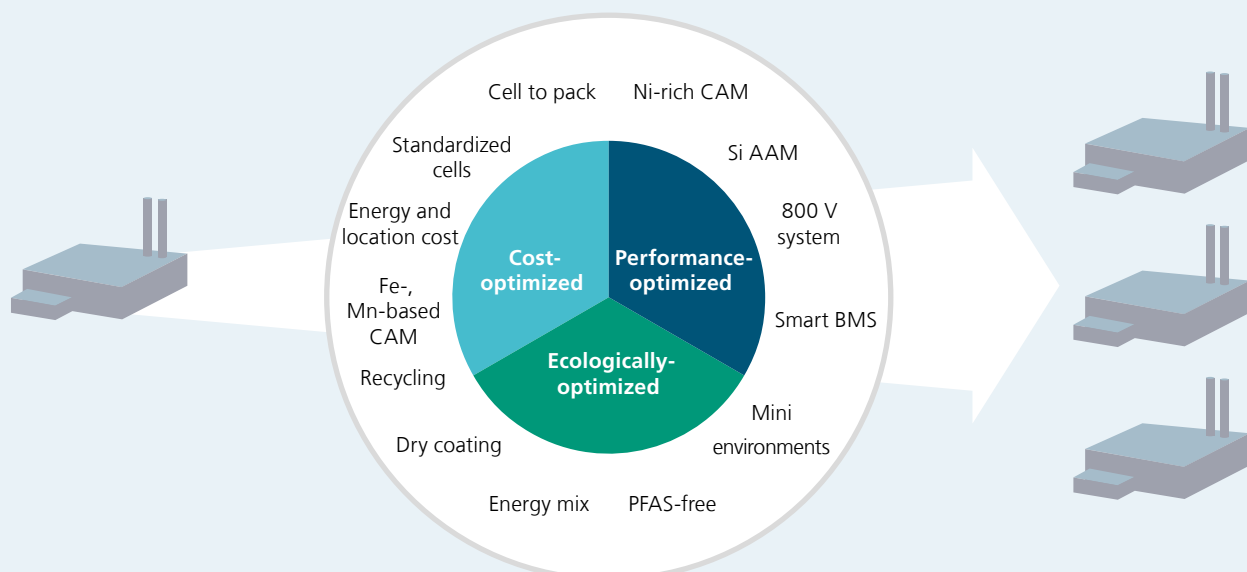 Cell to pack
Ni-rich CAM
Standardized
cells
Si AAM
Energy and
location cost
800 V
system
Cost-
optimized
Performance-
optimized
Fe-,
Mn-based
CAM
Smart BMS
Ecologically-
optimized
Recycling
Mini
environments
Dry coating
Energy mix
PFAS-free